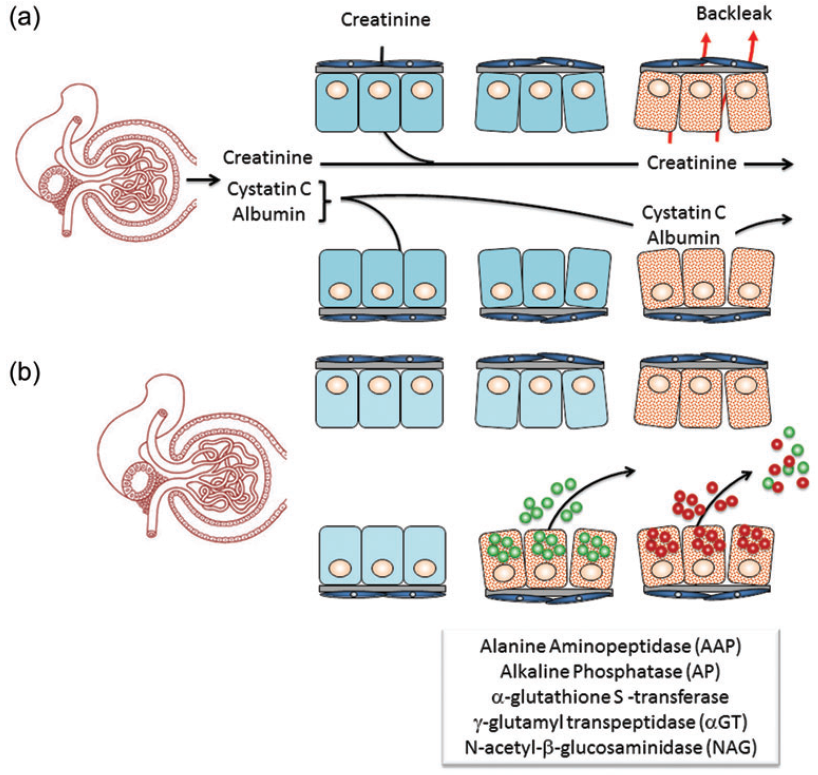 (a)
Creatinine
Backleak
Creatinine
Creatinine
Cystatin C
Albumin
Cystatin C
Albumin
(b)
Alanine Aminopeptidase (AAP)
Alkaline Phosphatase (AP)
α-glutathione S -transferase
γ-glutamyl transpeptidase (αGT)
N-acetyl-β-glucosaminidase (NAG)